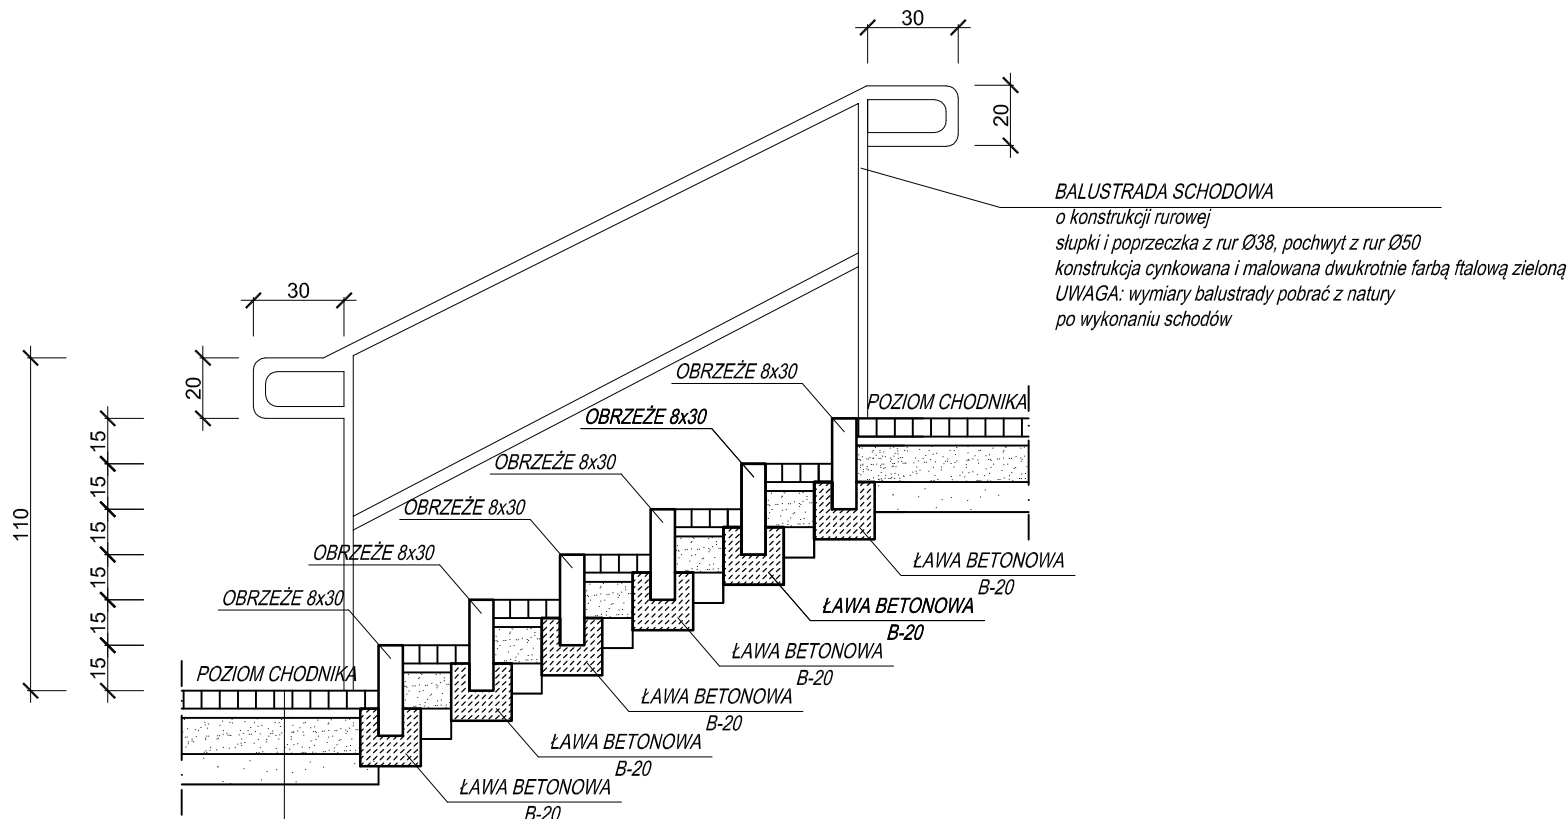 30
20
BALUSTRADA SCHODOWA
o konstrukcji rurowej
słupki i poprzeczka z rur Ø38, pochwyt z rur Ø50
konstrukcja cynkowana i malowana dwukrotnie farbą ftalową zieloną
UWAGA: wymiary balustrady pobrać z natury
po wykonaniu schodów
30
20
110
15
15
15
15
15
15
OBRZEŻE 8x30
POZIOM CHODNIKA
OBRZEŻE 8x30
OBRZEŻE 8x30
OBRZEŻE 8x30
OBRZEŻE 8x30
OBRZEŻE 8x30
POZIOM CHODNIKA
ŁAWA BETONOWA
B-20
ŁAWA BETONOWA
B-20
ŁAWA BETONOWA
B-20
ŁAWA BETONOWA
B-20
ŁAWA BETONOWA
B-20
ŁAWA BETONOWA
B-20